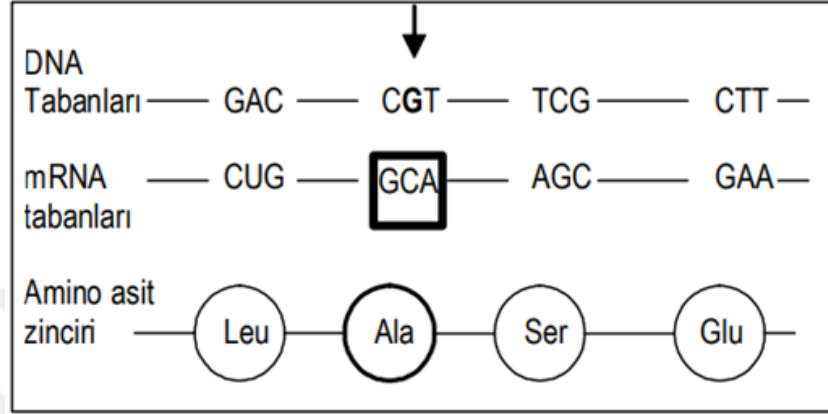 DNA
Tabanları GAC CGT TCG CTT
mRNA CUG GCA AGC GAA
tabanları
Amino asit
zinciri Leu Ala Ser Glu